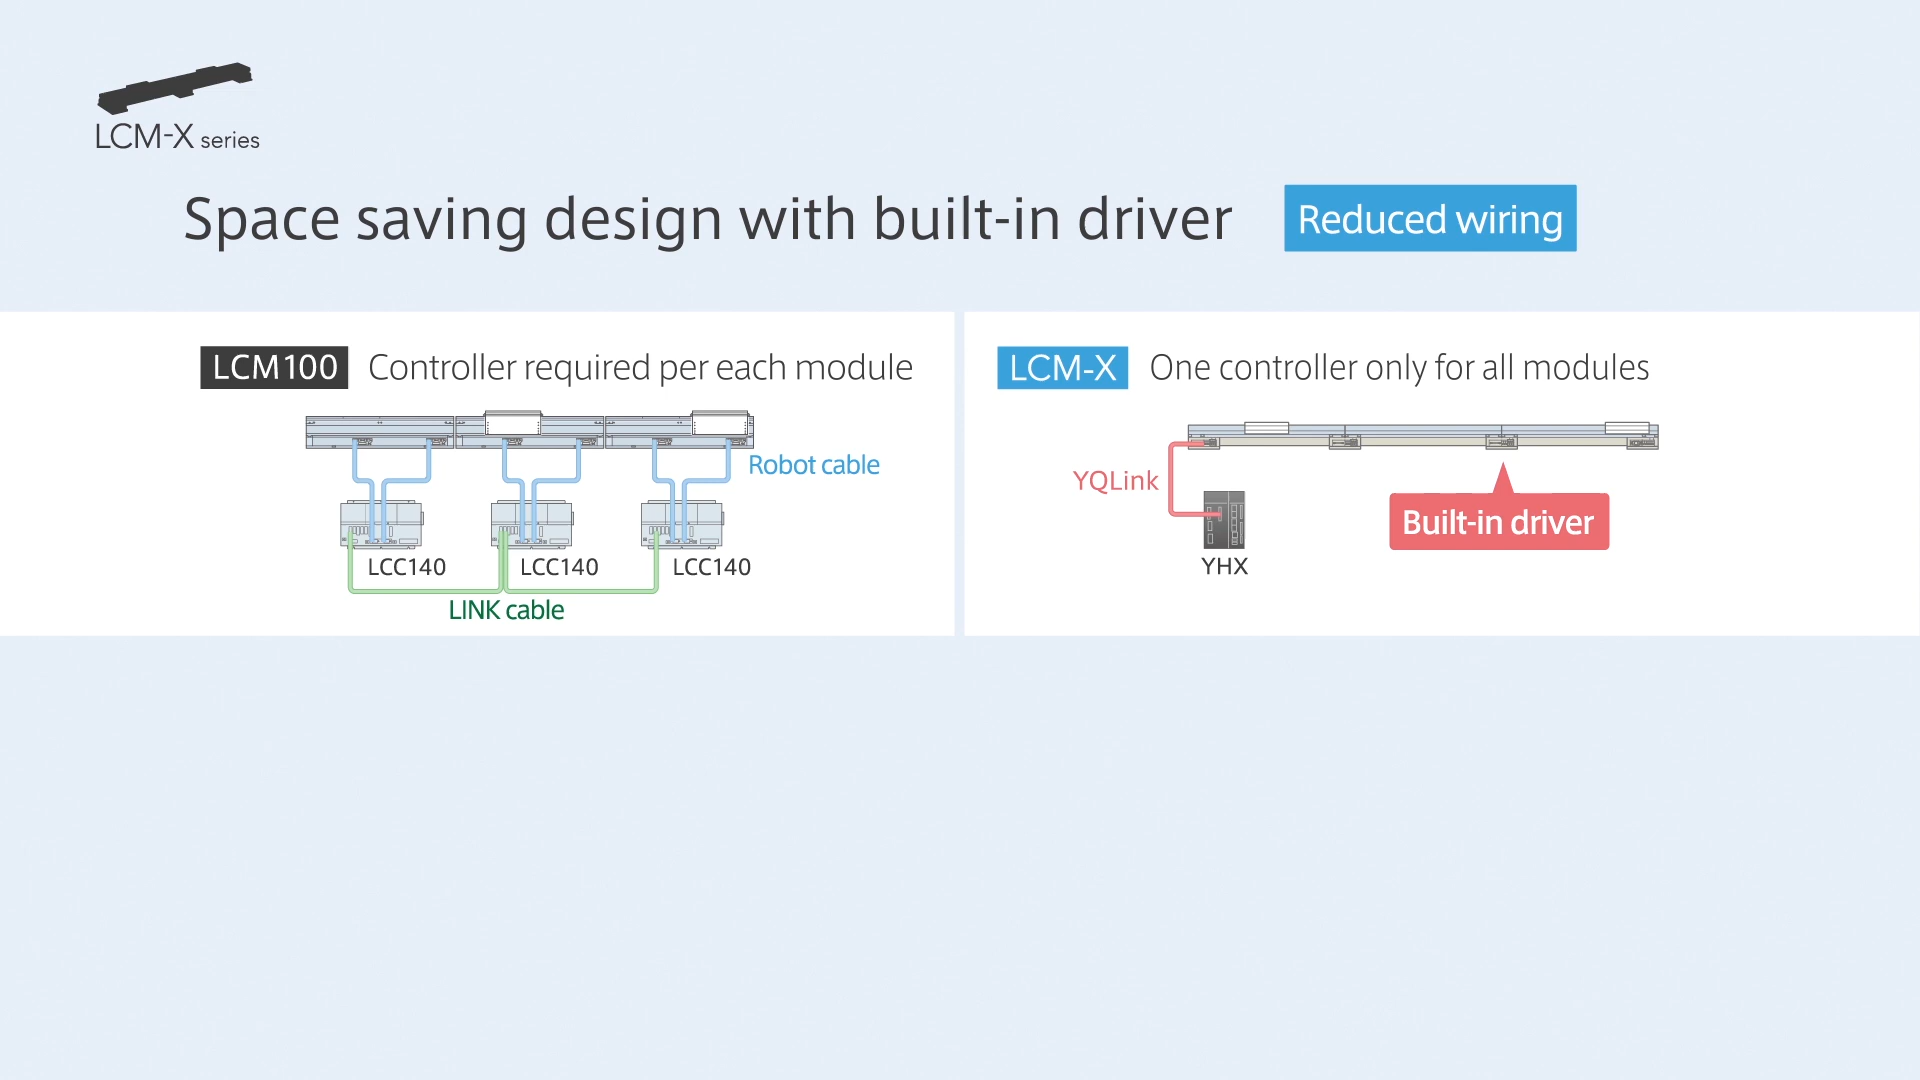 LCM-X series
Space saving design with built-in driver
Reduced wiring
LCM100 Controller required per each module
Robot cable
LCC140 LCC140 LCC140
LINK cable
LCM-X One controller only for all modules
YQLink
Built-in driver
YHX